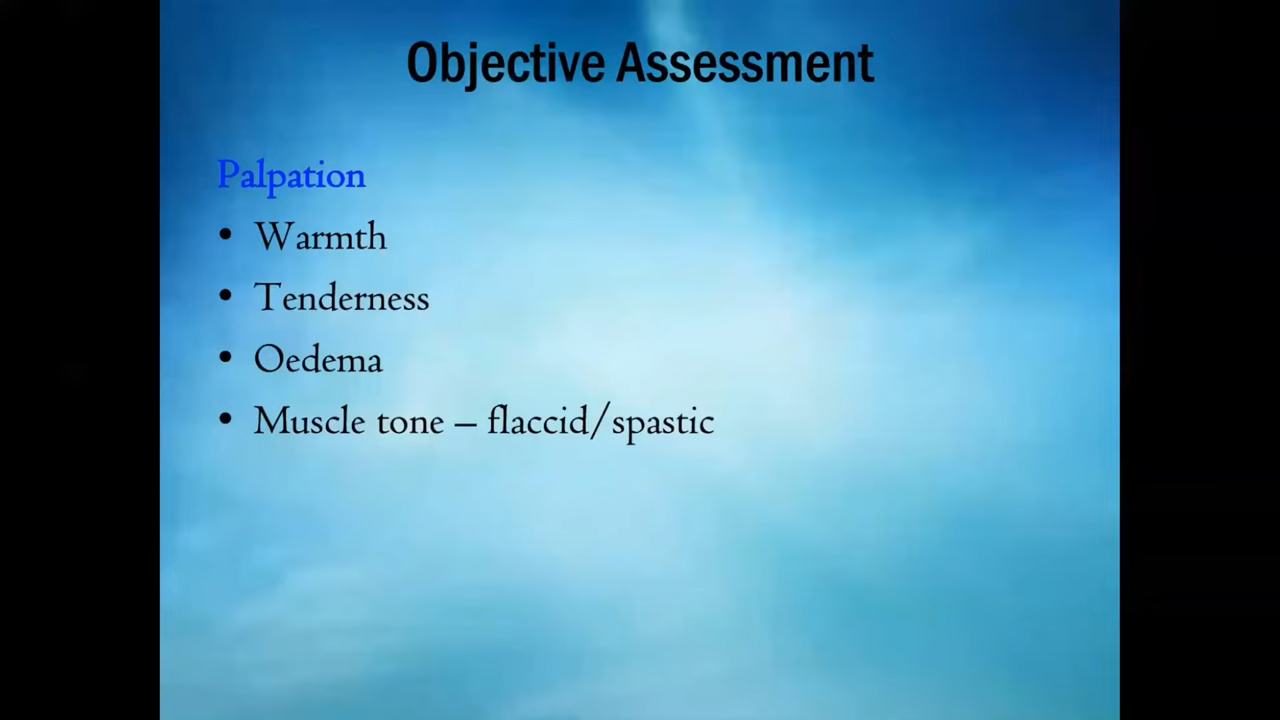 Objective Assessment
Palpation
• Warmth
• Tenderness
• Oedema
• Muscle tone – flaccid/spastic